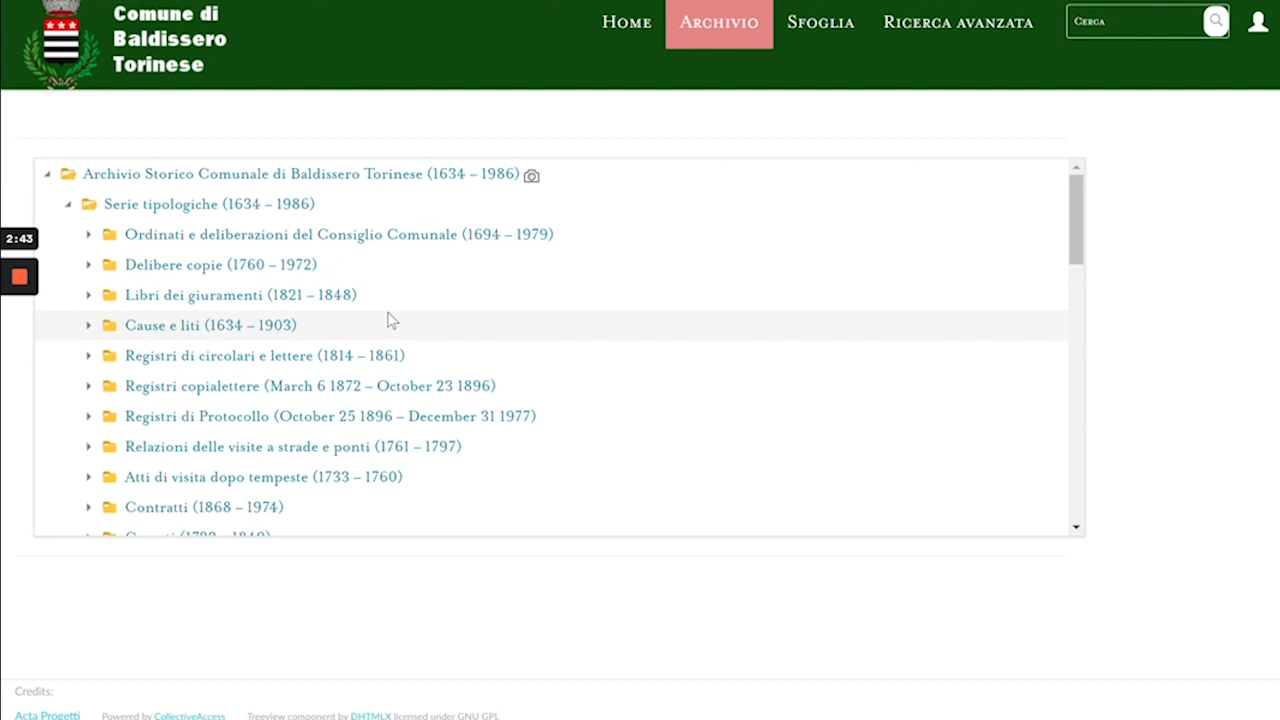 Comune di
Baldissero
Torinese
Home Archivio Sfoglia Ricerca avanzata Cerca
Archivio Storico Comunale di Baldissero Torinese (1634 – 1986)
Serie tipologiche (1634 – 1986)
Ordinati e deliberazioni del Consiglio Comunale (1694 – 1979)
2:43
Delibere copie (1760 – 1972)
Libri dei giuramenti (1821 – 1848)
Cause e liti (1634 – 1903)
Registri di circolari e lettere (1814 – 1861)
Registri copialettere (March 6 1872 – October 23 1896)
Registri di Protocollo (October 25 1896 – December 31 1977)
Relazioni delle visite a strade e ponti (1761 – 1797)
Atti di visita dopo tempeste (1733 – 1760)
Contratti (1868 – 1974)
Credits:
Acta Progetti Powered by CollectiveAccess Treeview component by DHTMLX licensed under GNU GPL